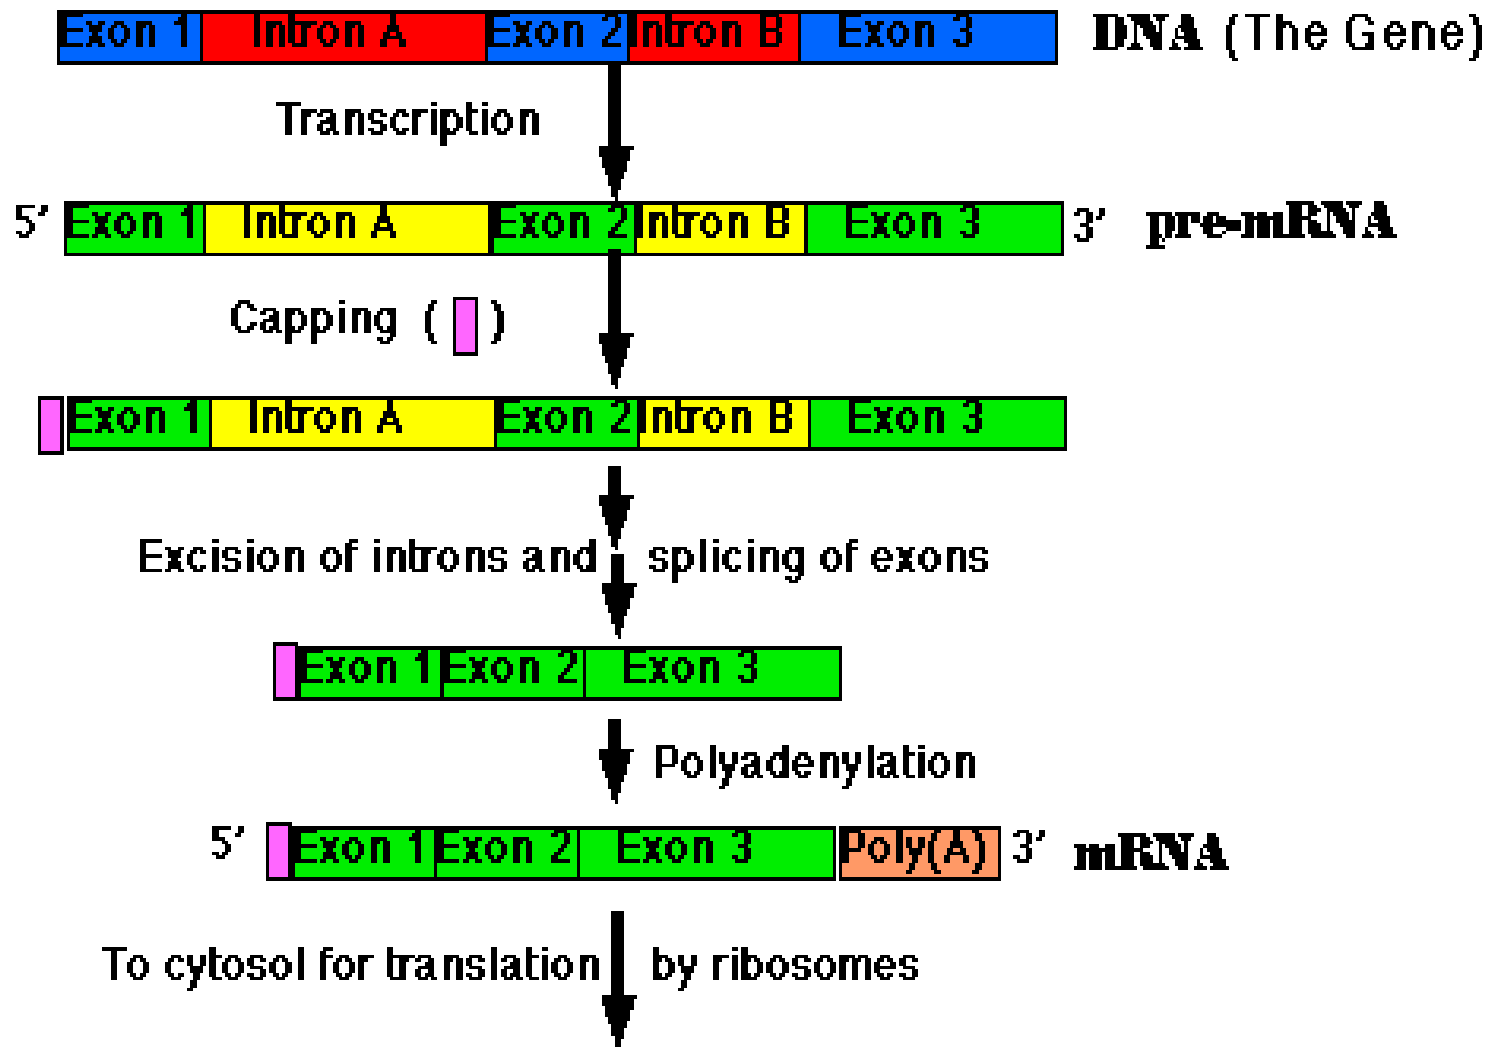 Exon 1 Intron A Exon 2 Intron B Exon 3 DNA (The Gene)
Transcription
5' Exon 1 Intron A Exon 2 Intron B Exon 3 3' pre-mRNA
Capping ( )
Exon 1 Intron A Exon 2 Intron B Exon 3
Excision of introns and splicing of exons
Exon 1 Exon 2 Exon 3
Polyadenylation
5' Exon 1 Exon 2 Exon 3 Poly(A) 3' mRNA
To cytosol for translation by ribosomes